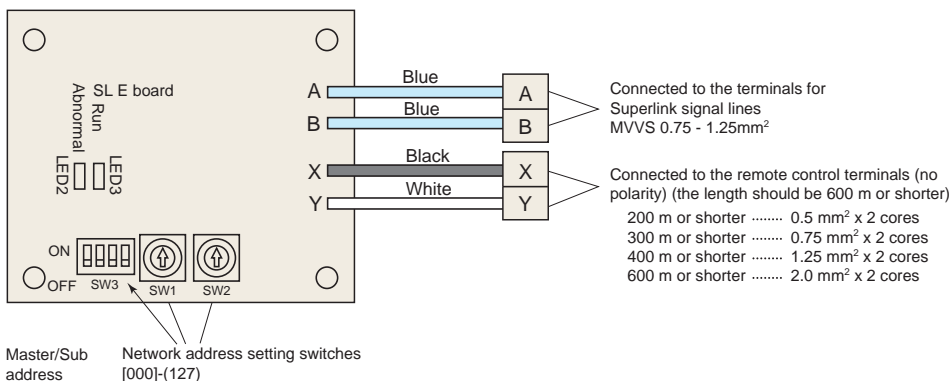 SL E board
Abnormal
Run
LED2
LED3
ON
OFF
SW3
SW1
SW2
A
B
X
Y
Blue
Blue
Black
White
A
B
X
Y
Connected to the terminals for
Superlink signal lines
MVVS 0.75 - 1.25mm²
Connected to the remote control terminals (no
polarity) (the length should be 600 m or shorter)
200 m or shorter ........ 0.5 mm² x 2 cores
300 m or shorter ........ 0.75 mm² x 2 cores
400 m or shorter ........ 1.25 mm² x 2 cores
600 m or shorter ........ 2.0 mm² x 2 cores
Master/Sub
address
Network address setting switches
[000]-(127)